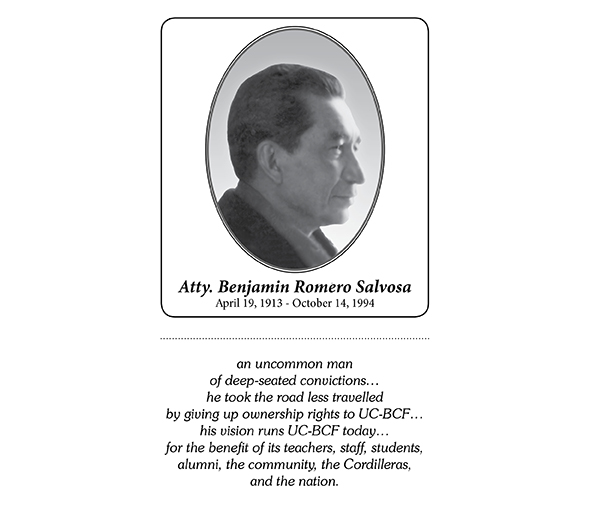 Atty. Benjamin Romero Salvosa
April 19, 1913 - October 14, 1994
an uncommon man
of deep-seated convictions…
he took the road less travelled
by giving up ownership rights to UC-BCF…
his vision runs UC-BCF today…
for the benefit of its teachers, staff, students,
alumni, the community, the Cordilleras,
and the nation.